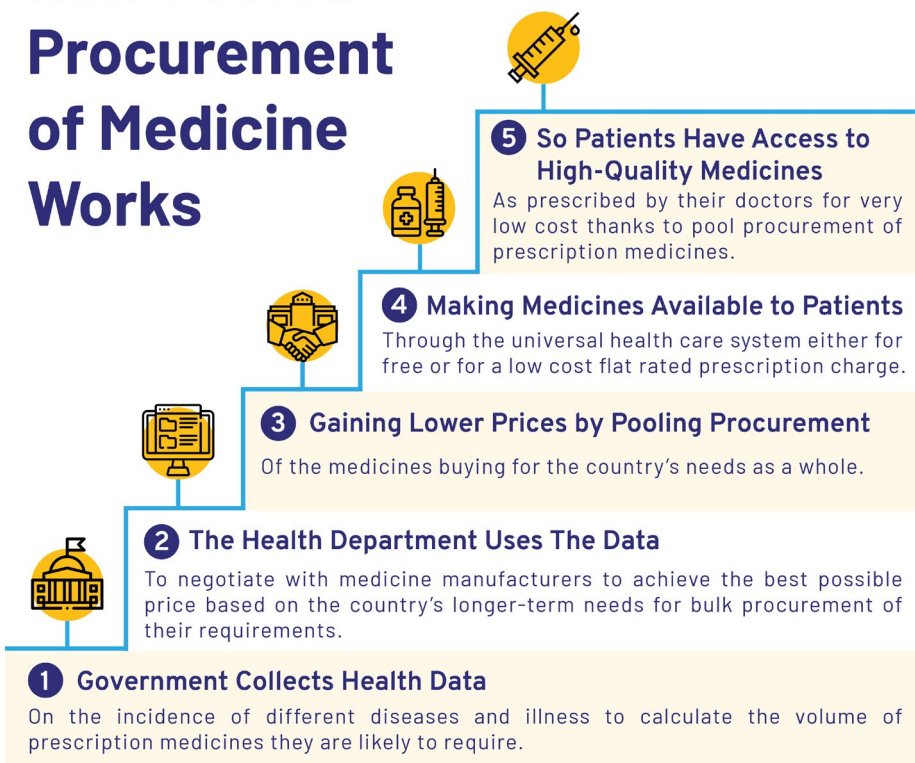 Procurement
of Medicine
Works
5 So Patients Have Access to
High-Quality Medicines
As prescribed by their doctors for very
low cost thanks to pool procurement of
prescription medicines.
4 Making Medicines Available to Patients
Through the universal health care system either for
free or for a low cost flat rated prescription charge.
3 Gaining Lower Prices by Pooling Procurement
Of the medicines buying for the country's needs as a whole.
2 The Health Department Uses The Data
To negotiate with medicine manufacturers to achieve the best possible
price based on the country's longer-term needs for bulk procurement of
their requirements.
1 Government Collects Health Data
On the incidence of different diseases and illness to calculate the volume of
prescription medicines they are likely to require.